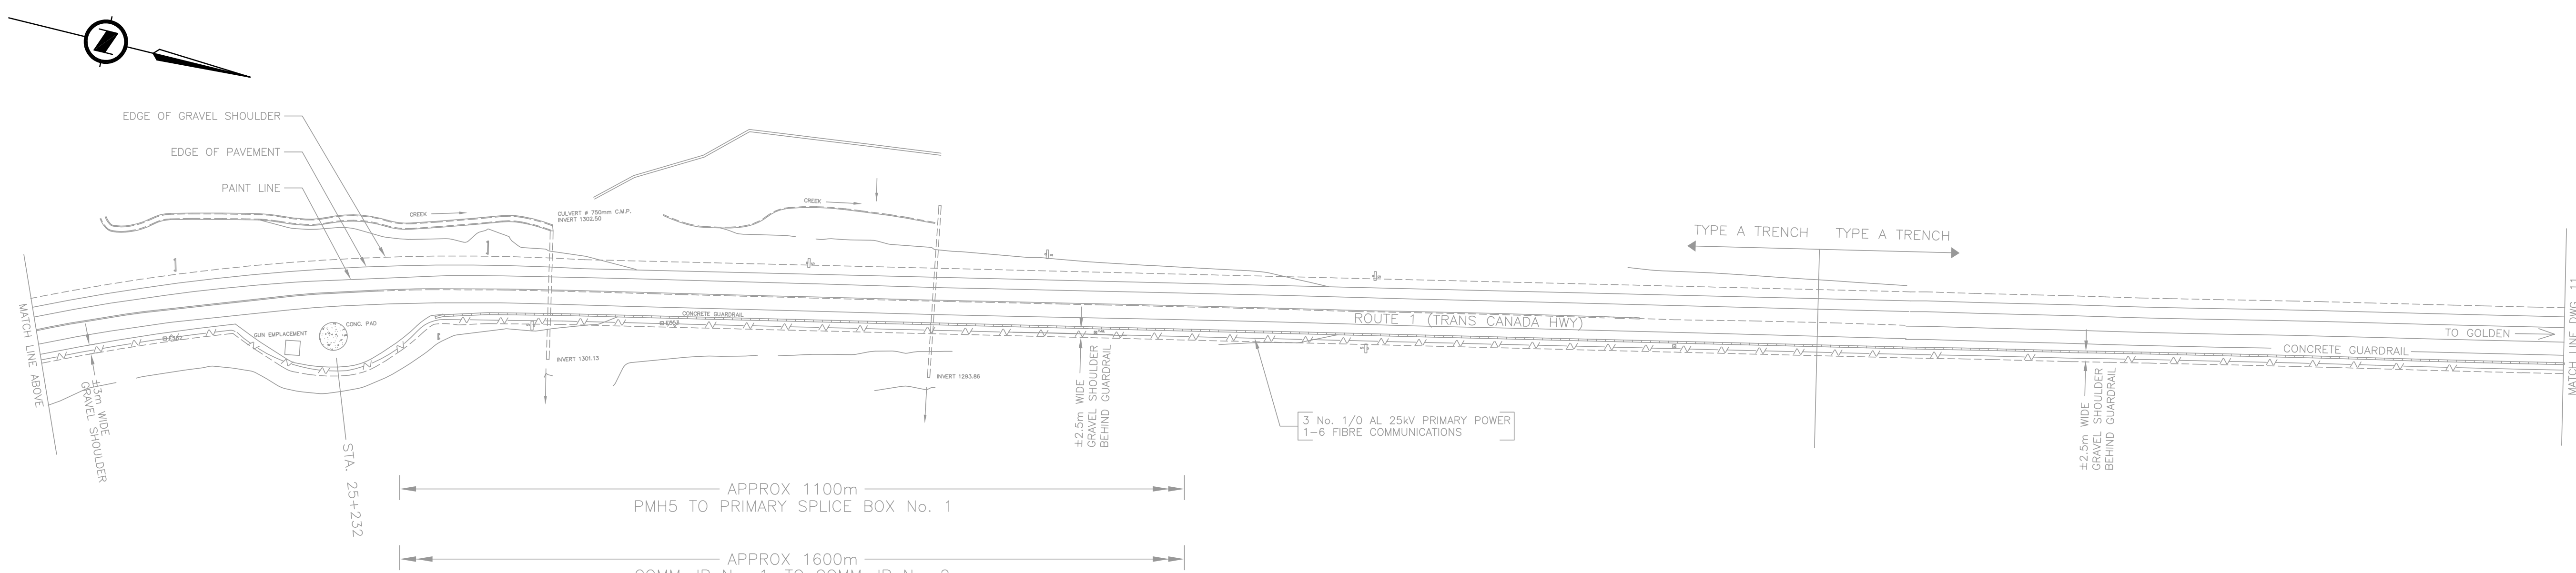 EDGE OF GRAVEL SHOULDER
EDGE OF PAVEMENT
PAINT LINE
CREEK
CULVERT # 750mm C.M.P.
INVERT 1302.50
CREEK
TYPE A TRENCH
TYPE A TRENCH
MATCH LINE ABOVE
GUN EMPLACEMENT
CONC. PAD
CONCRETE GUARDRAIL
ROUTE 1 (TRANS CANADA HWY)
TO GOLDEN
CONCRETE GUARDRAIL
MATCH LINE DWG. 11
INVERT 1301.13
INVERT 1293.86
±3m WIDE
GRAVEL SHOULDER
±2.5m WIDE
GRAVEL SHOULDER
BEHIND GUARDRAIL
3 No. 1/0 AL 25kV PRIMARY POWER
1-6 FIBRE COMMUNICATIONS
±2.5m WIDE
GRAVEL SHOULDER
BEHIND GUARDRAIL
STA. 25+232
APPROX 1100m
PMH5 TO PRIMARY SPLICE BOX No. 1
APPROX 1600m